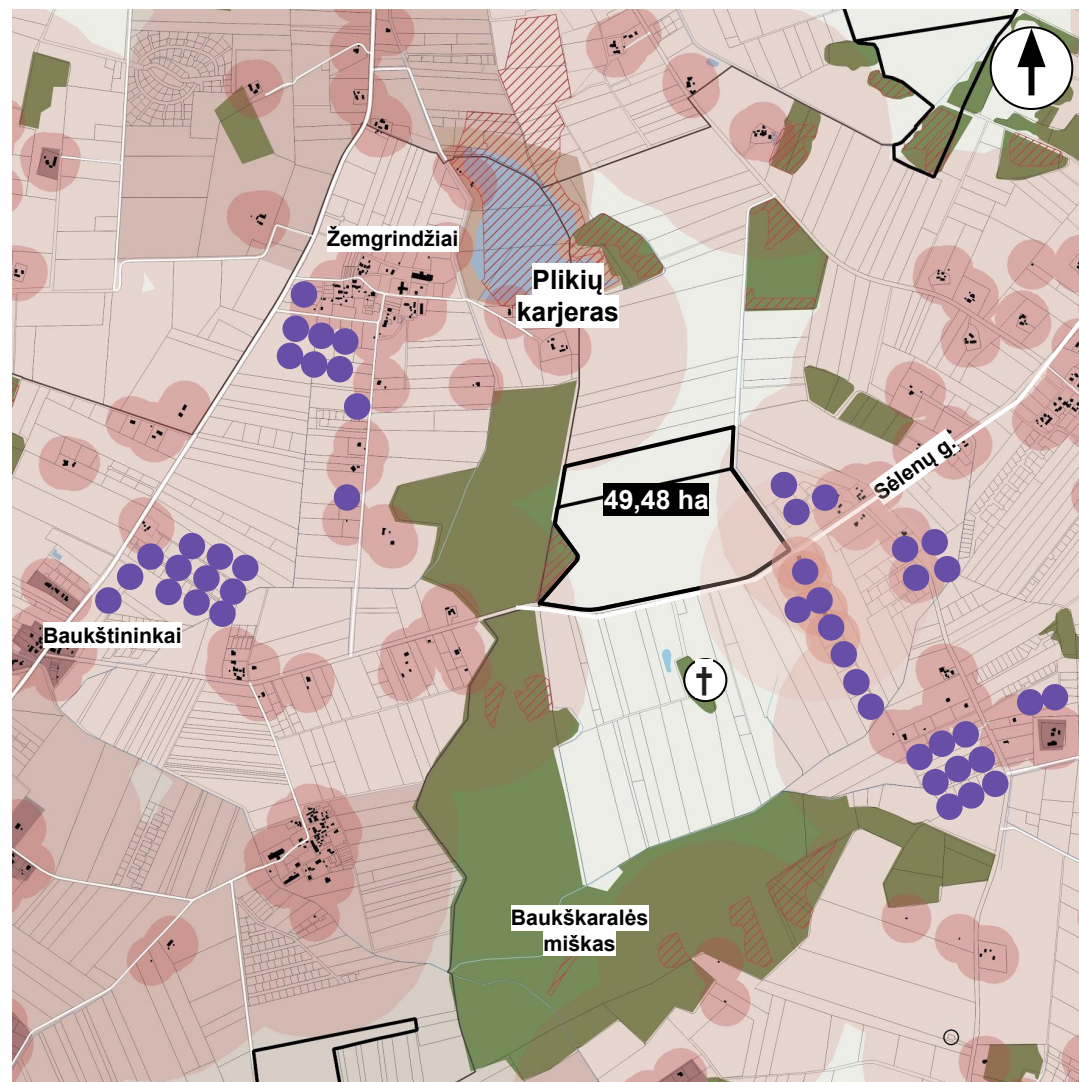 Žemgrindžiai
Plikių
karjeras
Sėlenų g.
49,48 ha
Baukštininkai
Baukškaralės
miškas